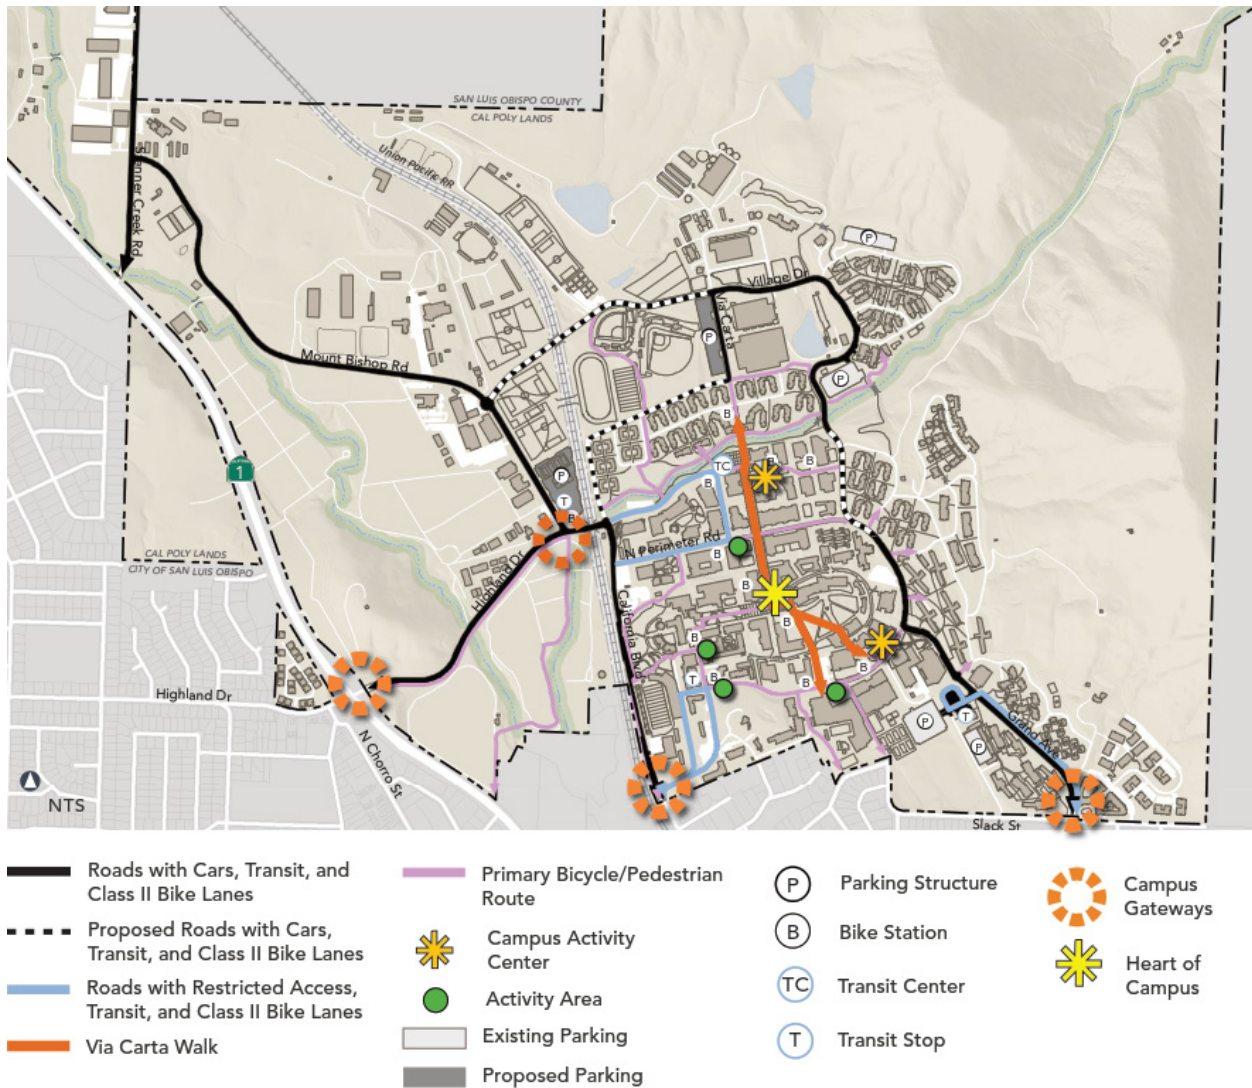 SAN LUIS OBISPO COUNTY
CAL POLY LANDS
Union Pacific RR
Stenner Creek Rd
P
Village Dr
Via Carta
P
Mount Bishop Rd
P
B
1
TC
B
B
B
P
T
B
N Perimeter Rd
B
CAL POLY LANDS
CITY OF SAN LUIS OBISPO
Highland Dr
B
California Blvd
B
B
B
T
B
B
Highland Dr
P
T
Grand Ave
P
N Chorro St
NTS
Slack St
Roads with Cars, Transit, and
Class II Bike Lanes
Proposed Roads with Cars,
Transit, and Class II Bike Lanes
Roads with Restricted Access,
Transit, and Class II Bike Lanes
Via Carta Walk
Primary Bicycle/Pedestrian
Route
Campus Activity
Center
Activity Area
Existing Parking
Proposed Parking
P
Parking Structure
B
Bike Station
TC
Transit Center
T
Transit Stop
Campus
Gateways
Heart of
Campus